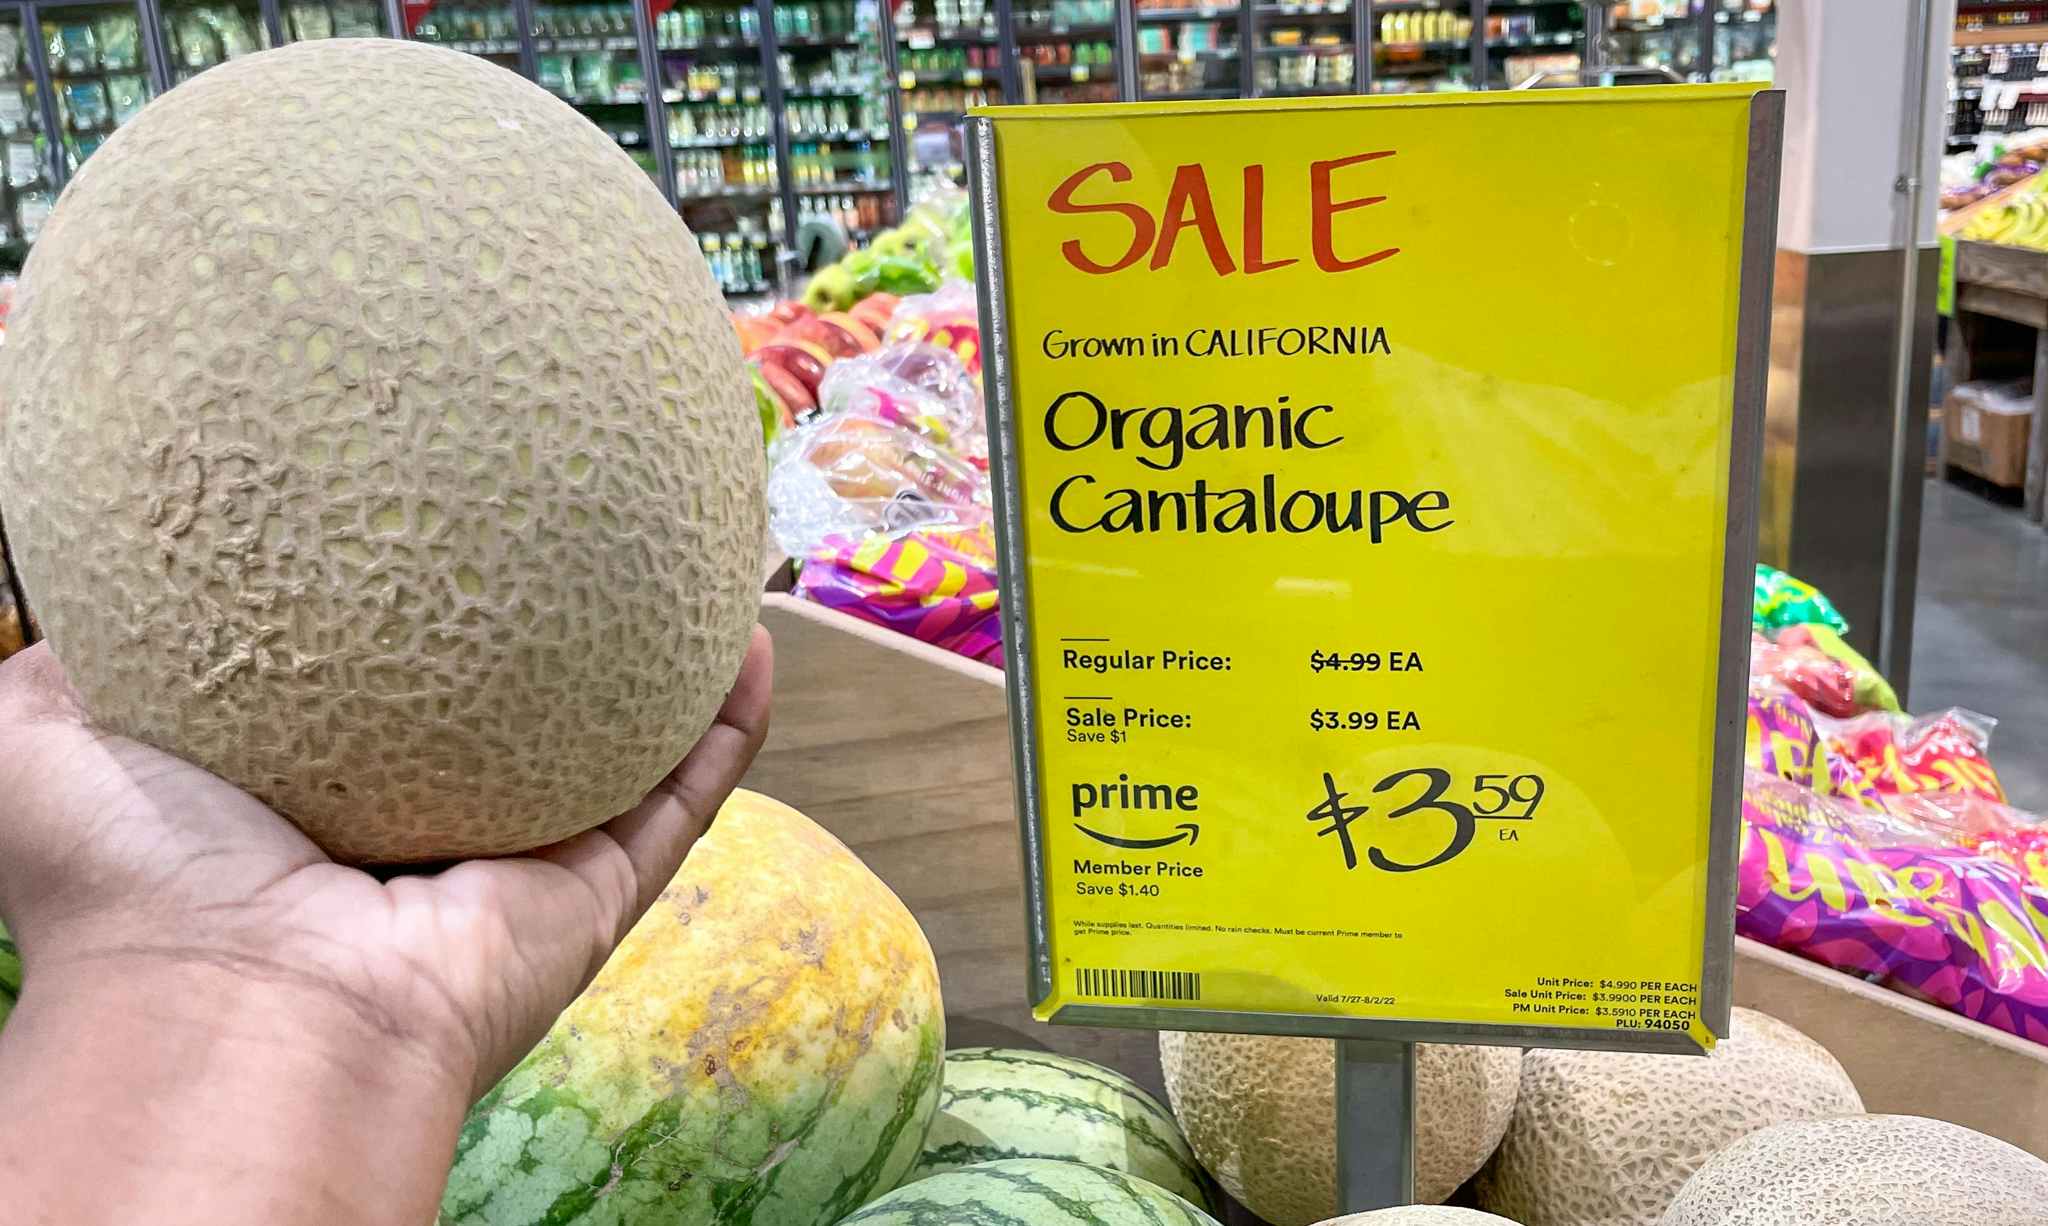 SALE
Grown in CALIFORNIA
Organic
Cantaloupe
Regular Price: $4.99 EA
Sale Price: $3.99 EA
Save $1
prime $3 59 EA
Member Price
Save $1.40
While supplies last. Quantities limited. No rain checks. Must be current Prime member to
get Prime price.
Valid 7/27-8/2/22
Unit Price: $4.990 PER EACH
Sale Unit Price: $3.9900 PER EACH
PM Unit Price: $3.5910 PER EACH
PLU: 94050